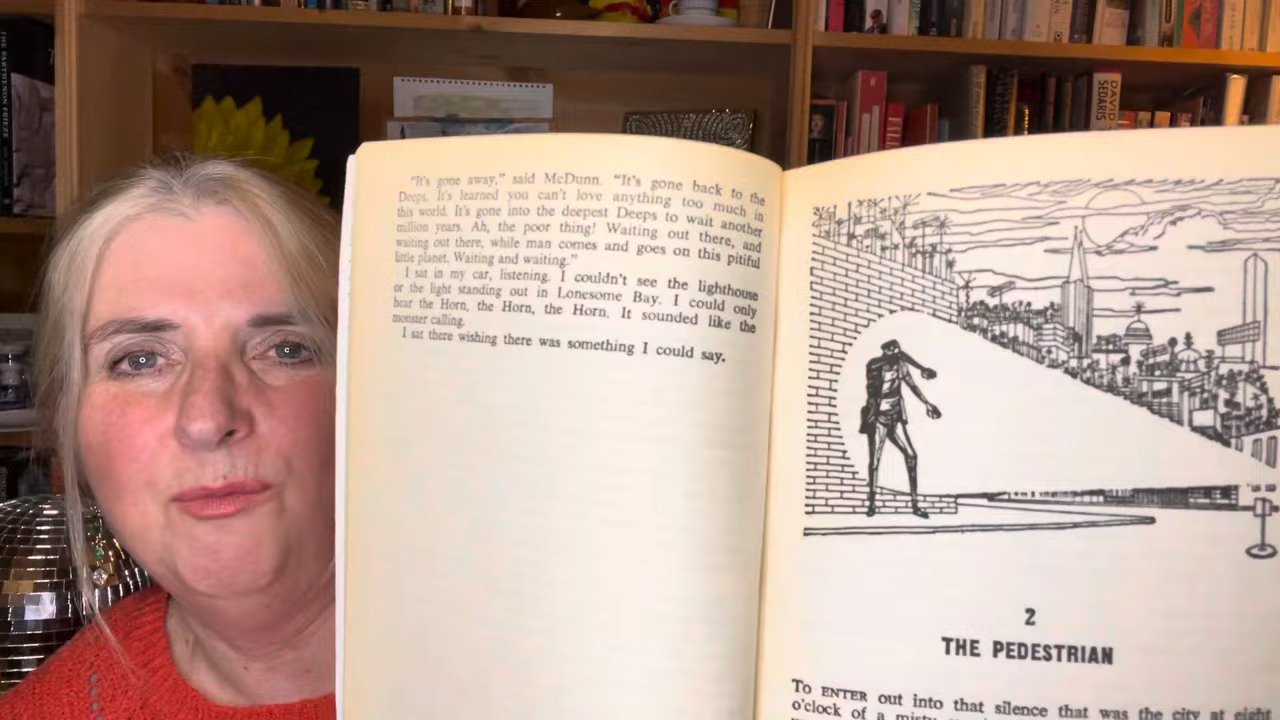 THE PARTHENON FRIEZE
DAVID
SEDARIS
"It's gone away," said McDunn. "It's gone back to the
Deeps. It's learned you can't love anything too much in
this world. It's gone into the deepest Deeps to wait another
million years. Ah, the poor thing! Waiting out there, and
waiting out there, while man comes and goes on this pitiful
little planet. Waiting and waiting."
I sat in my car, listening. I couldn't see the lighthouse
or the light standing out in Lonesome Bay. I could only
hear the Horn, the Horn, the Horn. It sounded like the
monster calling.
I sat there wishing there was something I could say.
2
THE PEDESTRIAN
To ENTER out into that silence that was the city at eight
o'clock of a misty